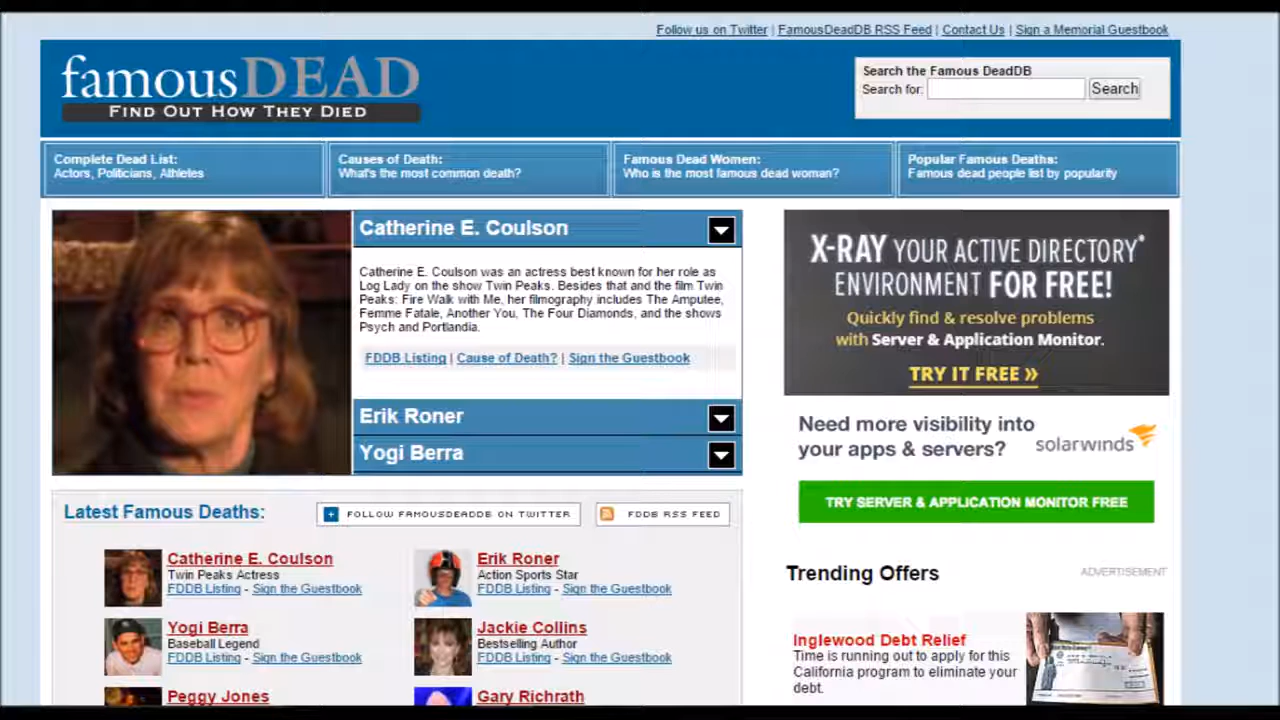 Follow us on Twitter | FamousDeadDB RSS Feed | Contact Us | Sign a Memorial Guestbook
famousDEAD
FIND OUT HOW THEY DIED
Search the Famous DeadDB
Search for:
Search
Complete Dead List:
Actors, Politicians, Athletes
Causes of Death:
What's the most common death?
Famous Dead Women:
Who is the most famous dead woman?
Popular Famous Deaths:
Famous dead people list by popularity
Catherine E. Coulson
Catherine E. Coulson was an actress best known for her role as
Log Lady on the show Twin Peaks. Besides that and the film Twin
Peaks: Fire Walk with Me, her filmography includes The Amputee,
Femme Fatale, Another You, The Four Diamonds, and the shows
Psych and Portlandia.
FDDB Listing | Cause of Death? | Sign the Guestbook
Erik Roner
Yogi Berra
X-RAY YOUR ACTIVE DIRECTORY*
ENVIRONMENT FOR FREE!
Quickly find & resolve problems
with Server & Application Monitor.
TRY IT FREE »
Need more visibility into
your apps & servers?
solarwinds
TRY SERVER & APPLICATION MONITOR FREE
Latest Famous Deaths:
FOLLOW FAMOUSDEADDB ON TWITTER
FDDB RSS FEED
Catherine E. Coulson
Twin Peaks Actress
FDDB Listing - Sign the Guestbook
Erik Roner
Action Sports Star
FDDB Listing - Sign the Guestbook
Yogi Berra
Baseball Legend
FDDB Listing - Sign the Guestbook
Jackie Collins
Bestselling Author
FDDB Listing - Sign the Guestbook
Peggy Jones
Gary Richrath
Trending Offers
ADVERTISEMENT
Inglewood Debt Relief
Time is running out to apply for this
California program to eliminate your
debt.